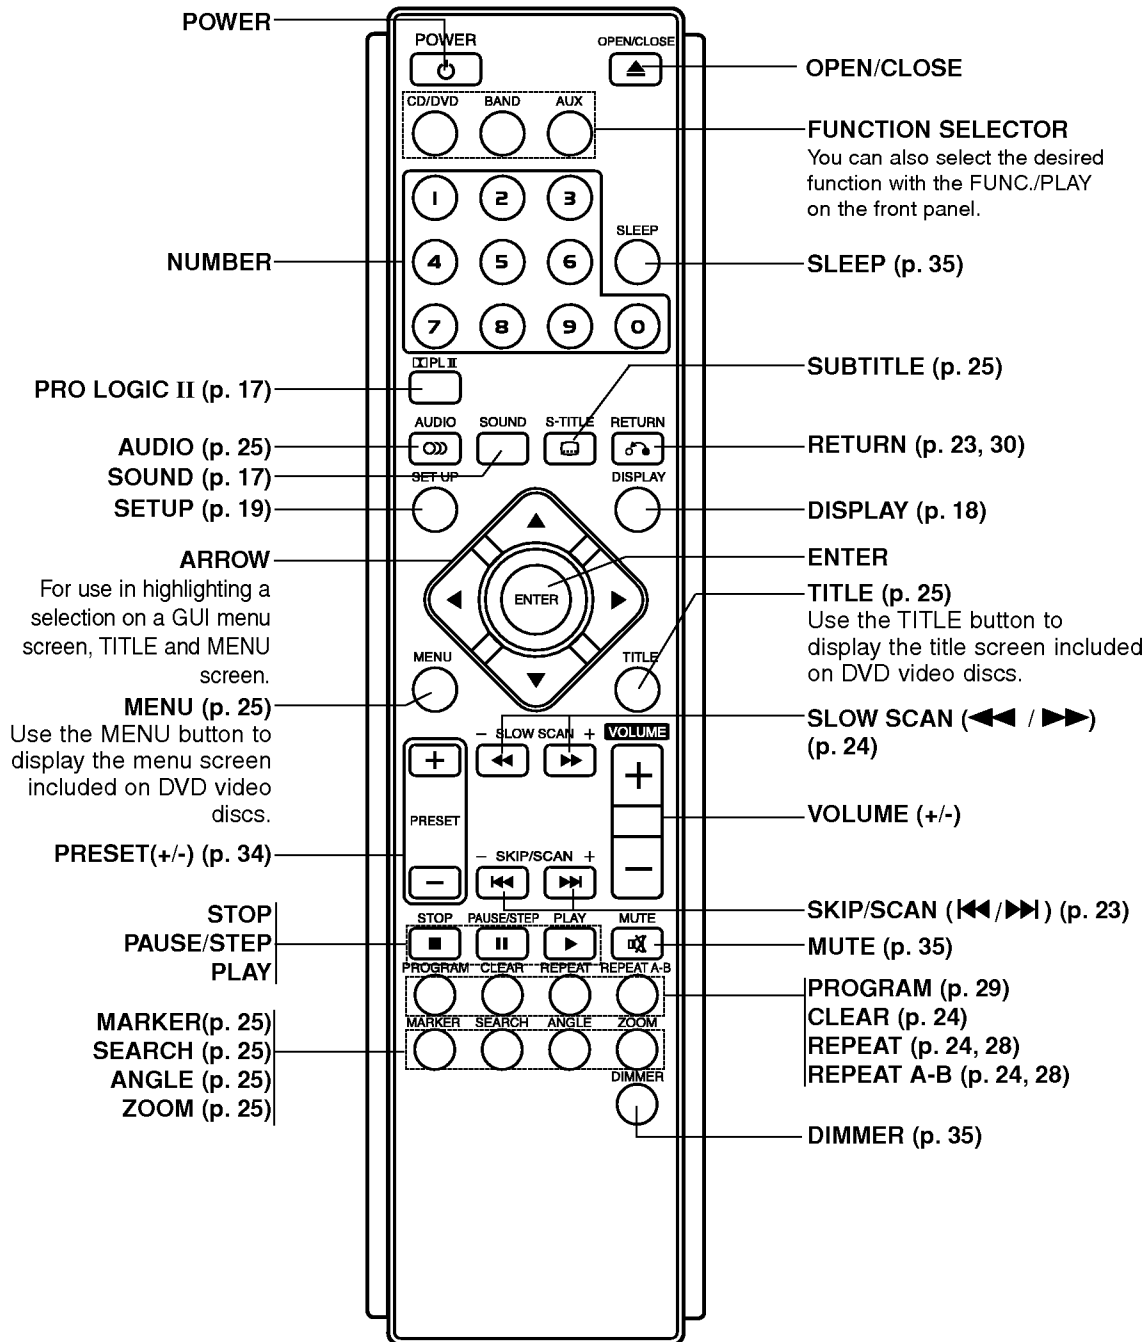 POWER
POWER
OPEN/CLOSE
OPEN/CLOSE
CD/DVD BAND AUX
FUNCTION SELECTOR
You can also select the desired
function with the FUNC./PLAY
on the front panel.
1 2 3
NUMBER
4 5 6
SLEEP
SLEEP (p. 35)
7 8 9 0
PL II
PRO LOGIC II (p. 17)
SUBTITLE (p. 25)
AUDIO SOUND S-TITLE RETURN
AUDIO (p. 25)
SOUND (p. 17)
SETUP (p. 19)
RETURN (p. 23, 30)
SET UP
DISPLAY
DISPLAY (p. 18)
ARROW
For use in highlighting a
selection on a GUI menu
screen, TITLE and MENU
screen.
ENTER
ENTER
TITLE (p. 25)
Use the TITLE button to
display the title screen included
on DVD video discs.
MENU
TITLE
MENU (p. 25)
Use the MENU button to
display the menu screen
included on DVD video
discs.
- SLOW SCAN +
VOLUME
SLOW SCAN (◀◀ / ▶▶)
(p. 24)
+
+
PRESET
VOLUME (+/-)
PRESET(+/-) (p. 34)
- SKIP/SCAN +
−
−
SKIP/SCAN (⏮/⏭) (p. 23)
STOP
PAUSE/STEP
PLAY
STOP PAUSE/STEP PLAY MUTE
MUTE (p. 35)
PROGRAM CLEAR REPEAT REPEAT A-B
PROGRAM (p. 29)
CLEAR (p. 24)
REPEAT (p. 24, 28)
REPEAT A-B (p. 24, 28)
MARKER SEARCH ANGLE ZOOM
MARKER(p. 25)
SEARCH (p. 25)
ANGLE (p. 25)
ZOOM (p. 25)
DIMMER
DIMMER (p. 35)